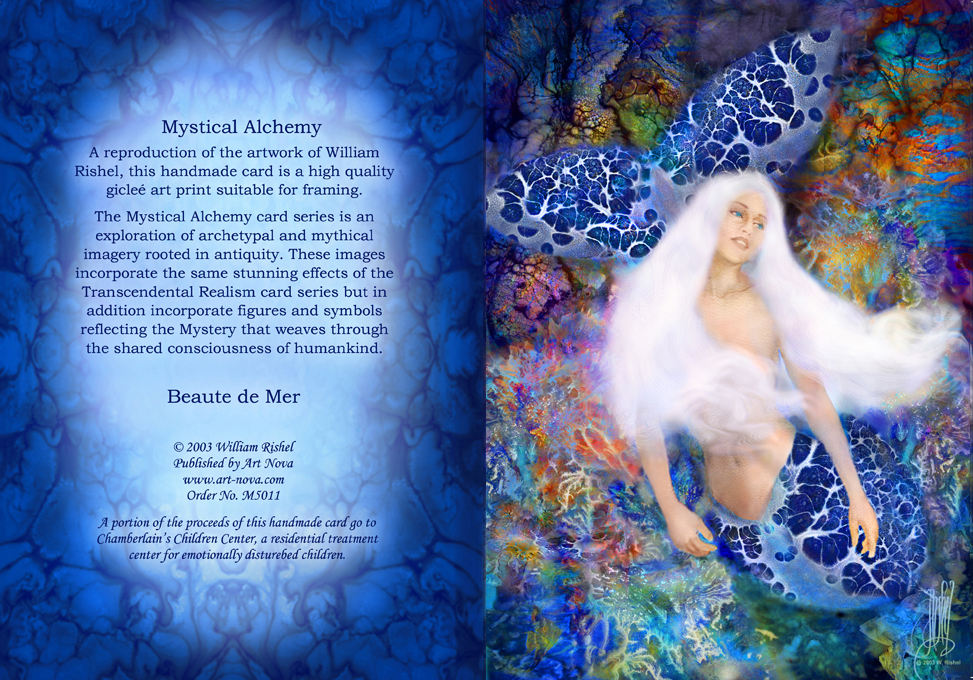 Mystical Alchemy
A reproduction of the artwork of William
Rishel, this handmade card is a high quality
gicleé art print suitable for framing.
The Mystical Alchemy card series is an
exploration of archetypal and mythical
imagery rooted in antiquity. These images
incorporate the same stunning effects of the
Transcendental Realism card series but in
addition incorporate figures and symbols
reflecting the Mystery that weaves through
the shared consciousness of humankind.
Beaute de Mer
© 2003 William Rishel
Published by Art Nova
www.art-nova.com
Order No. M5011
A portion of the proceeds of this handmade card go to
Chamberlain's Children Center, a residential treatment
center for emotionally disturebed children.
© 2003 W. Rishel